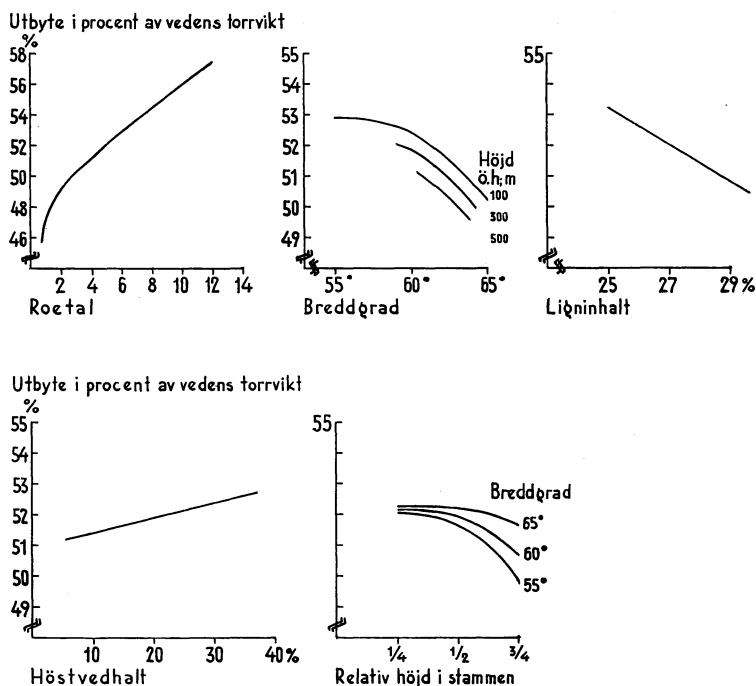 Utbyte i procent av vedens torrvikt
%
58
56
54
52
50
48
46
2 4 6 8 10 12 14
Roetal
55
54
53
52
51
50
49
Höjd
ö.h; m
100
300
500
55° 60° 65°
Breddgrad
55
25 27 29%
Ligninhalt
Utbyte i procent av vedens torrvikt
%
55
54
53
52
51
50
49
10 20 30 40%
Höstvedhalt
55
Breddgrad
65°
60°
55°
1/4 1/2 3/4
Relativ höjd i stammen